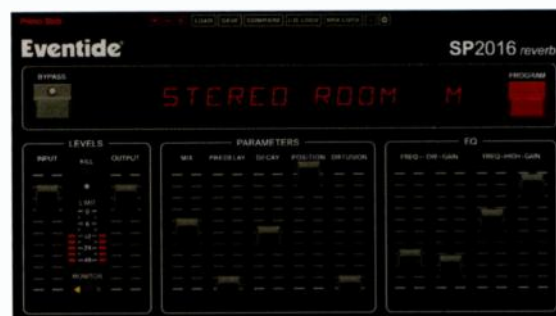 LOAD SAVE COMPARE
Eventide®
SP2016 reverb
BYPASS
STEREO ROOM M
PROGRAM
LEVELS
INPUT KILL OUTPUT
LIMIT
0
MONITOR
PARAMETERS
MIX PREDELAY DECAY POSITION DIFFUSION
EQ
FREQ-LOW-GAIN FREQ-HIGH-GAIN